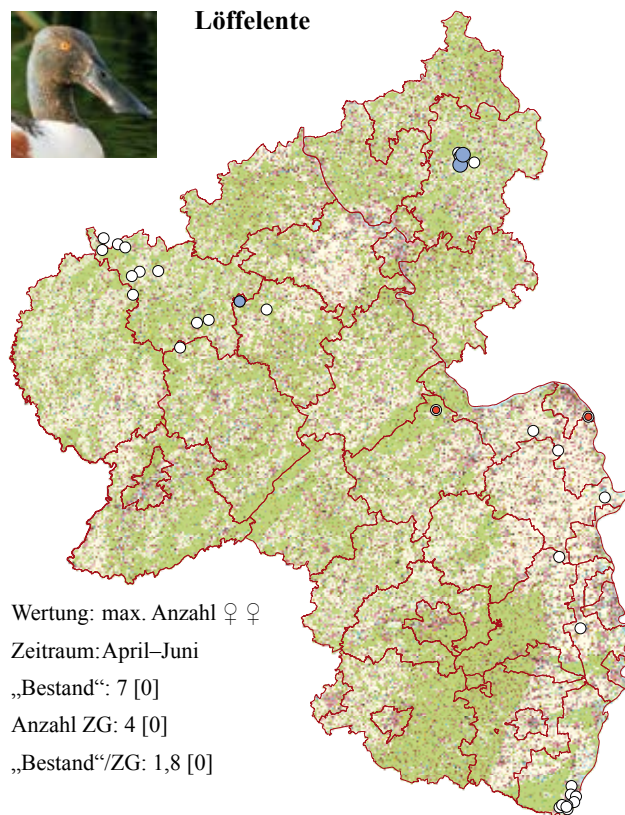 Löffelente
Wertung: max. Anzahl ♀ ♀
Zeitraum: April–Juni
„Bestand“: 7 [0]
Anzahl ZG: 4 [0]
„Bestand“/ZG: 1,8 [0]